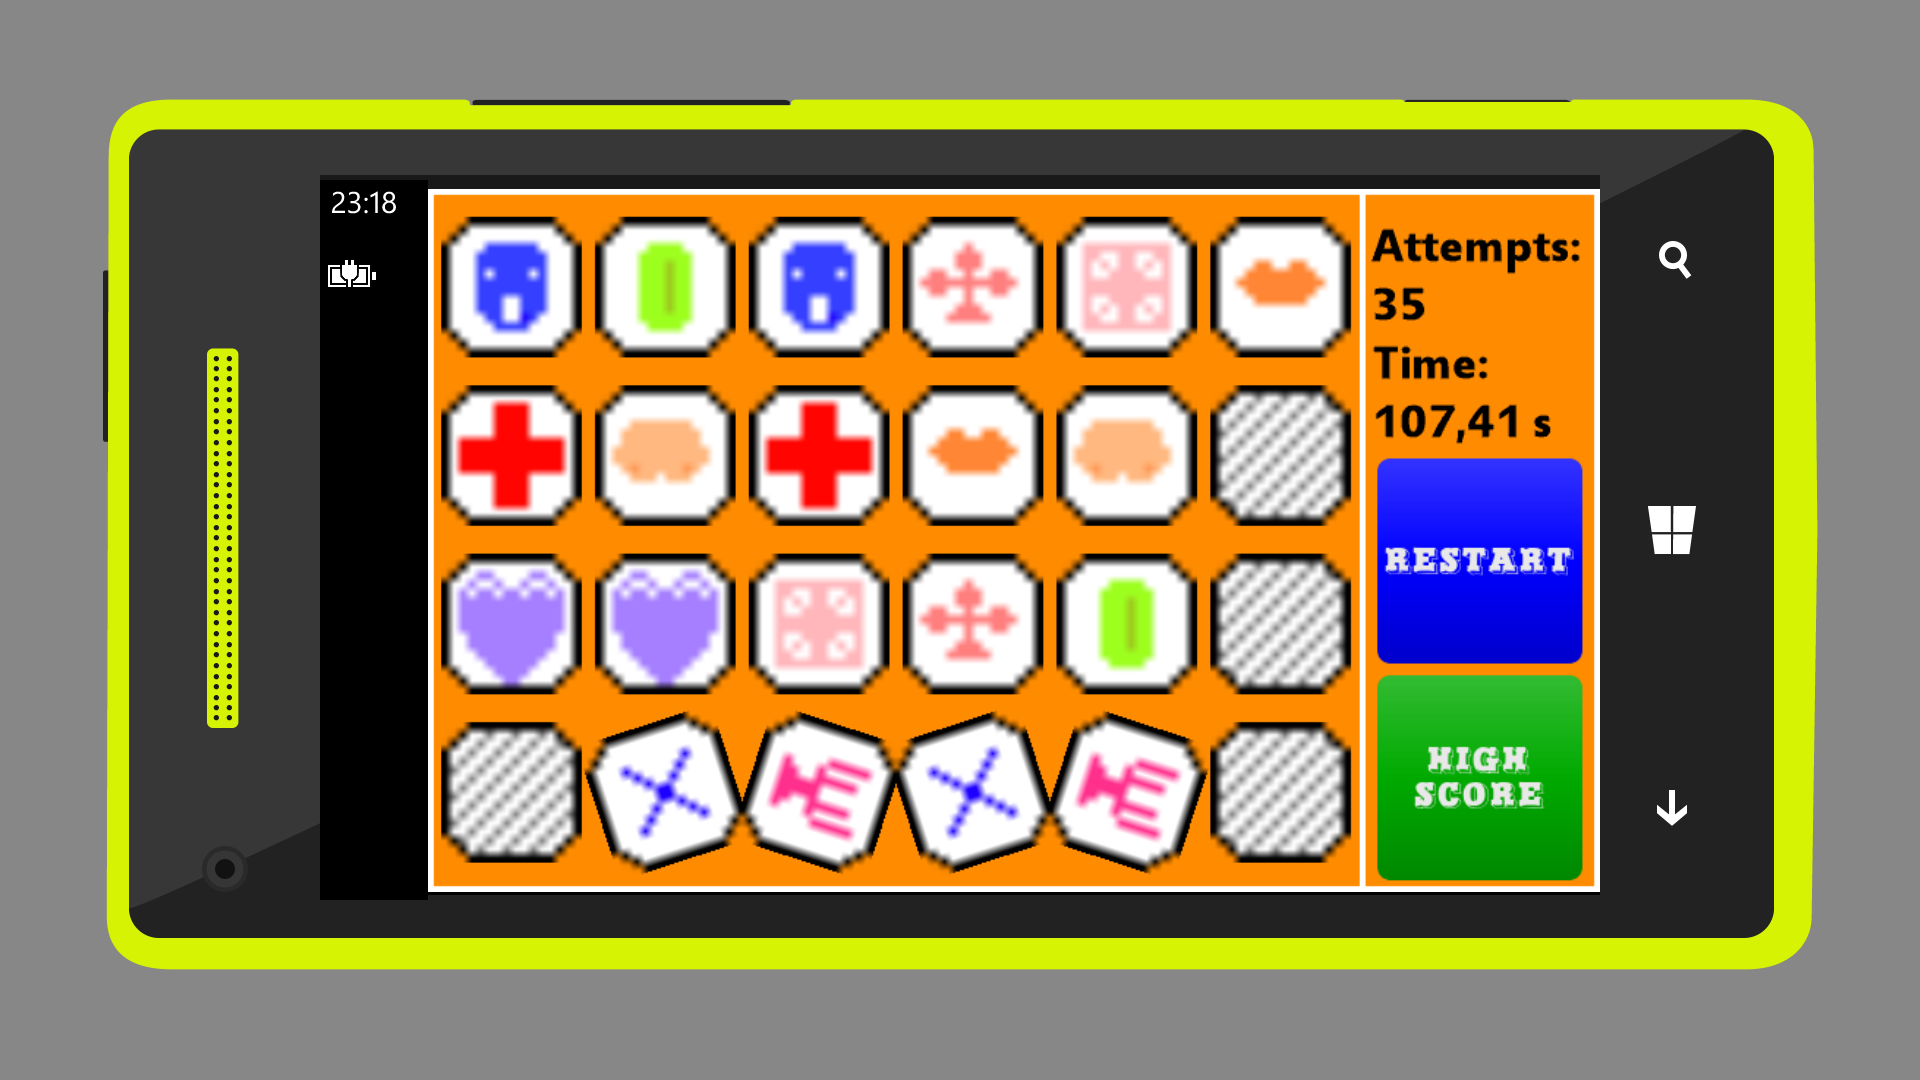 23:18
Attempts:
35
Time:
107,41 s
RESTART
HIGH
SCORE